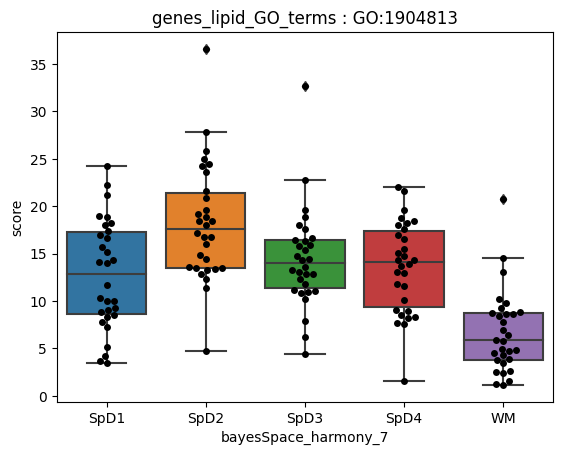 genes_lipid_GO_terms : GO:1904813
score
35
30
25
20
15
10
5
0
SpD1 SpD2 SpD3 SpD4 WM
bayesSpace_harmony_7